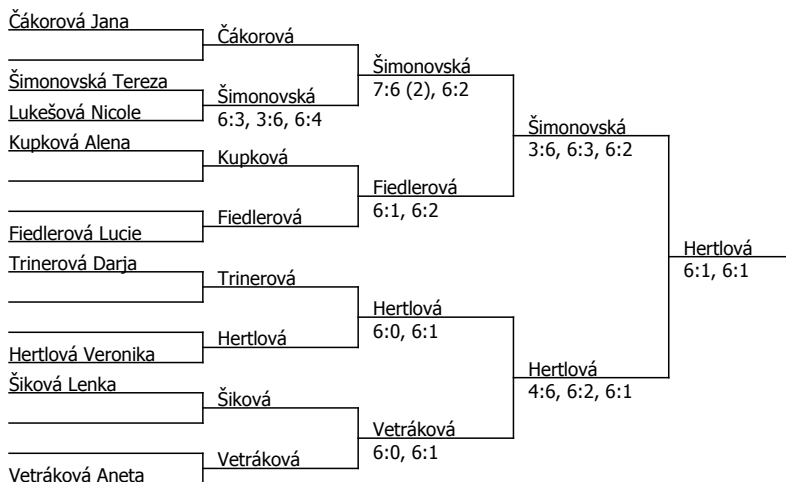 Čákorová Jana
Čákorová
Šimonovská
7:6 (2), 6:2
Šimonovská Tereza
Šimonovská
6:3, 3:6, 6:4
Lukešová Nicole
Šimonovská
3:6, 6:3, 6:2
Kupková Alena
Kupková
Fiedlerová
6:1, 6:2
Fiedlerová
Fiedlerová Lucie
Hertlová
6:1, 6:1
Trinerová Darja
Trinerová
Hertlová
6:0, 6:1
Hertlová
Hertlová Veronika
Hertlová
4:6, 6:2, 6:1
Šiková Lenka
Šiková
Vetráková
6:0, 6:1
Vetráková
Vetráková Aneta